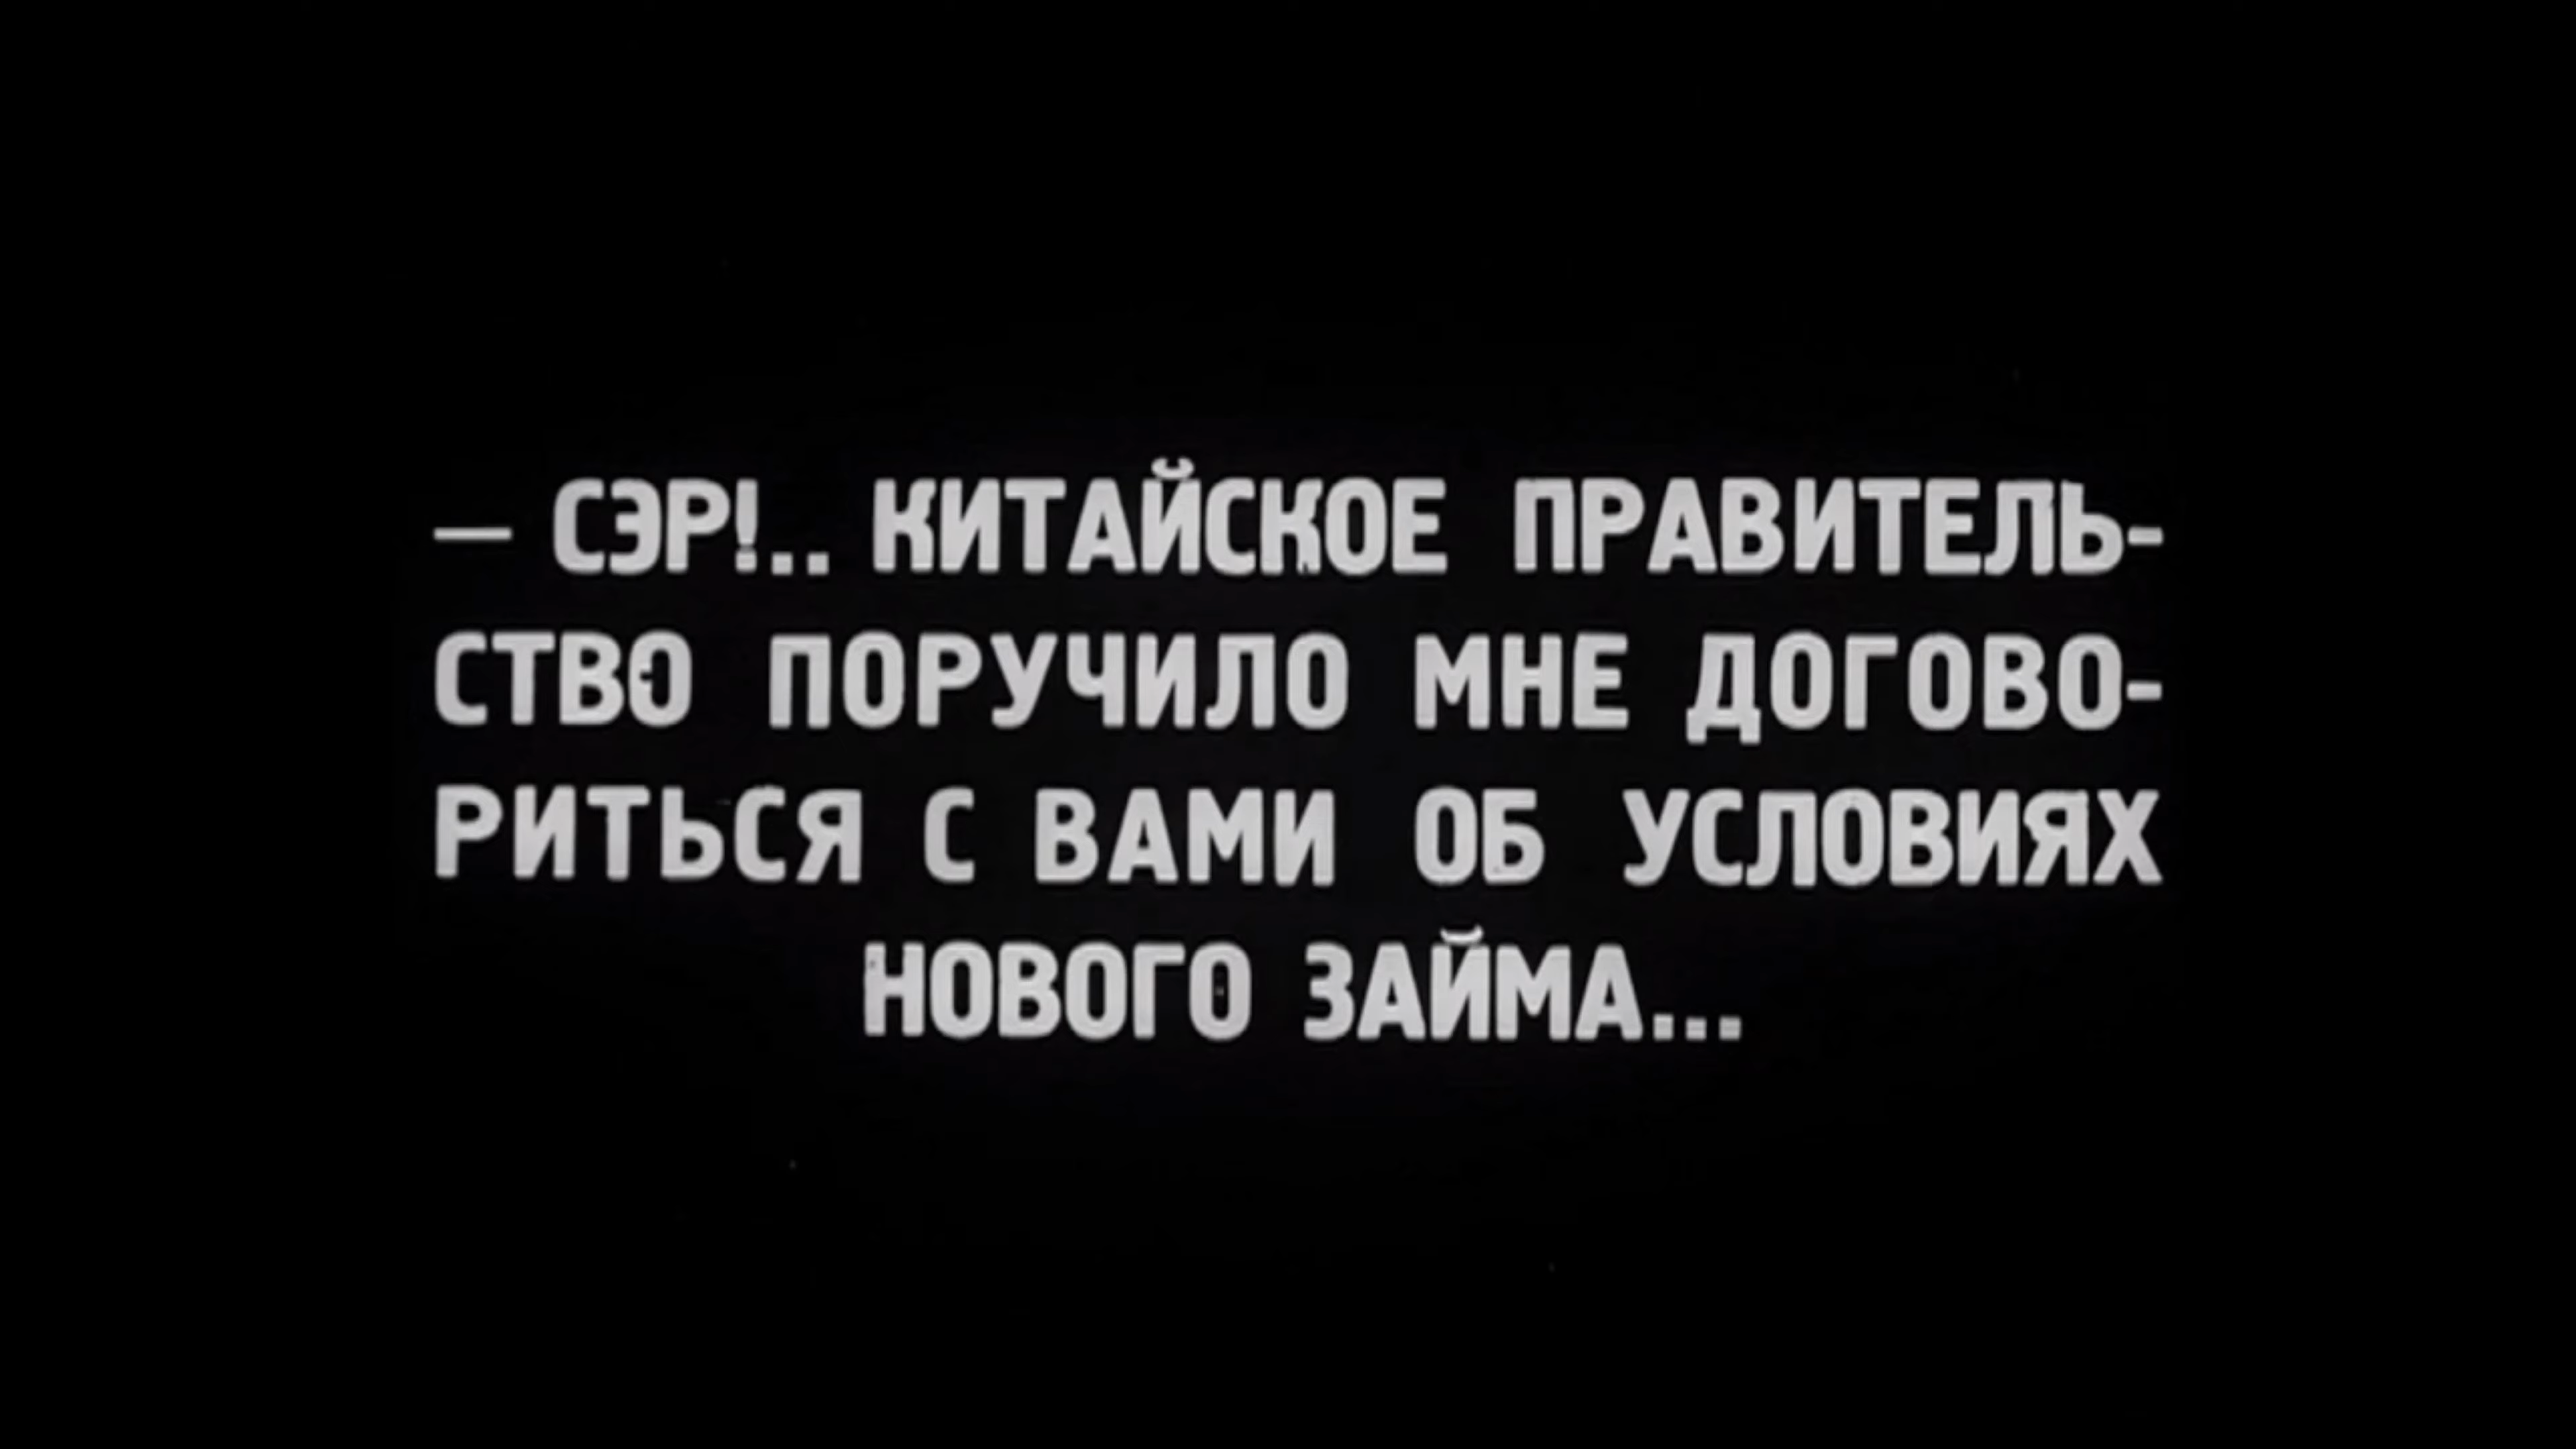 — СЭР!.. КИТАЙСКОЕ ПРАВИТЕЛЬ-
СТВО ПОРУЧИЛО МНЕ ДОГОВО-
РИТЬСЯ С ВАМИ ОБ УСЛОВИЯХ
НОВОГО ЗАЙМА...